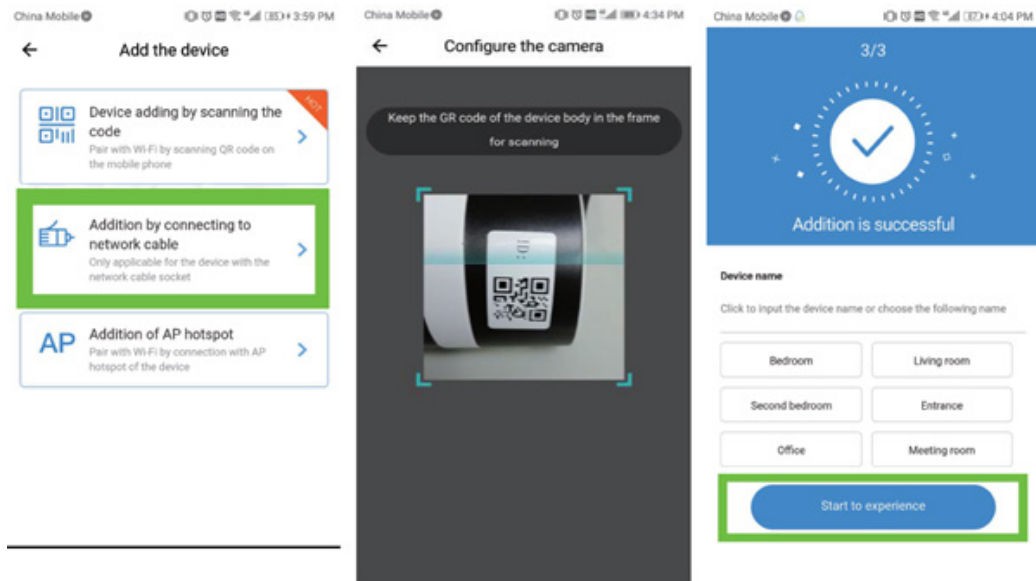 China Mobile 3:59 PM
Add the device
Device adding by scanning the
code
Pair with Wi-Fi by scanning QR code on
the mobile phone
HOT
Addition by connecting to
network cable
Only applicable for the device with the
network cable socket
AP
Addition of AP hotspot
Pair with Wi-Fi by connection with AP
hotspot of the device
China Mobile 4:34 PM
Configure the camera
Keep the GR code of the device body in the frame
for scanning
ID:
China Mobile 4:04 PM
3/3
Addition is successful
Device name
Click to input the device name or choose the following name
Bedroom
Living room
Second bedroom
Entrance
Office
Meeting room
Start to experience